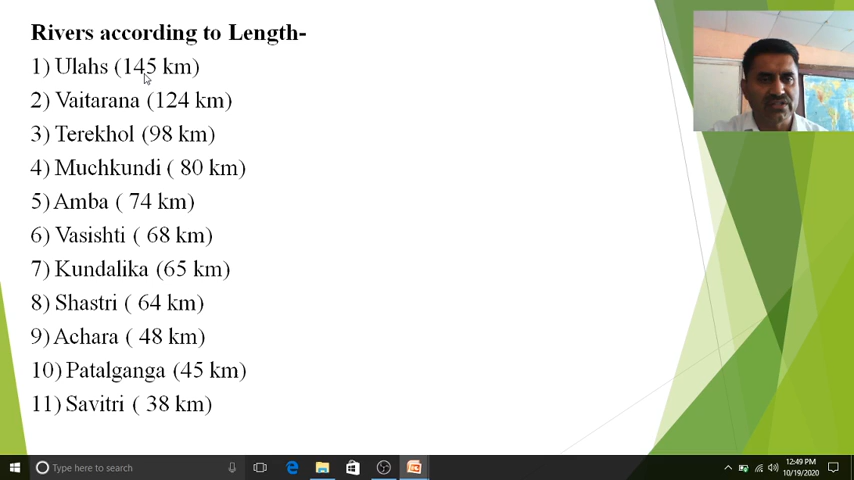 Rivers according to Length-
1) Ulahs (145 km)
2) Vaitarana (124 km)
3) Terekhol (98 km)
4) Muchkundi ( 80 km)
5) Amba ( 74 km)
6) Vasishti ( 68 km)
7) Kundalika (65 km)
8) Shastri ( 64 km)
9) Achara ( 48 km)
10) Patalganga (45 km)
11) Savitri ( 38 km)
Type here to search
12:49 PM
10/19/2020